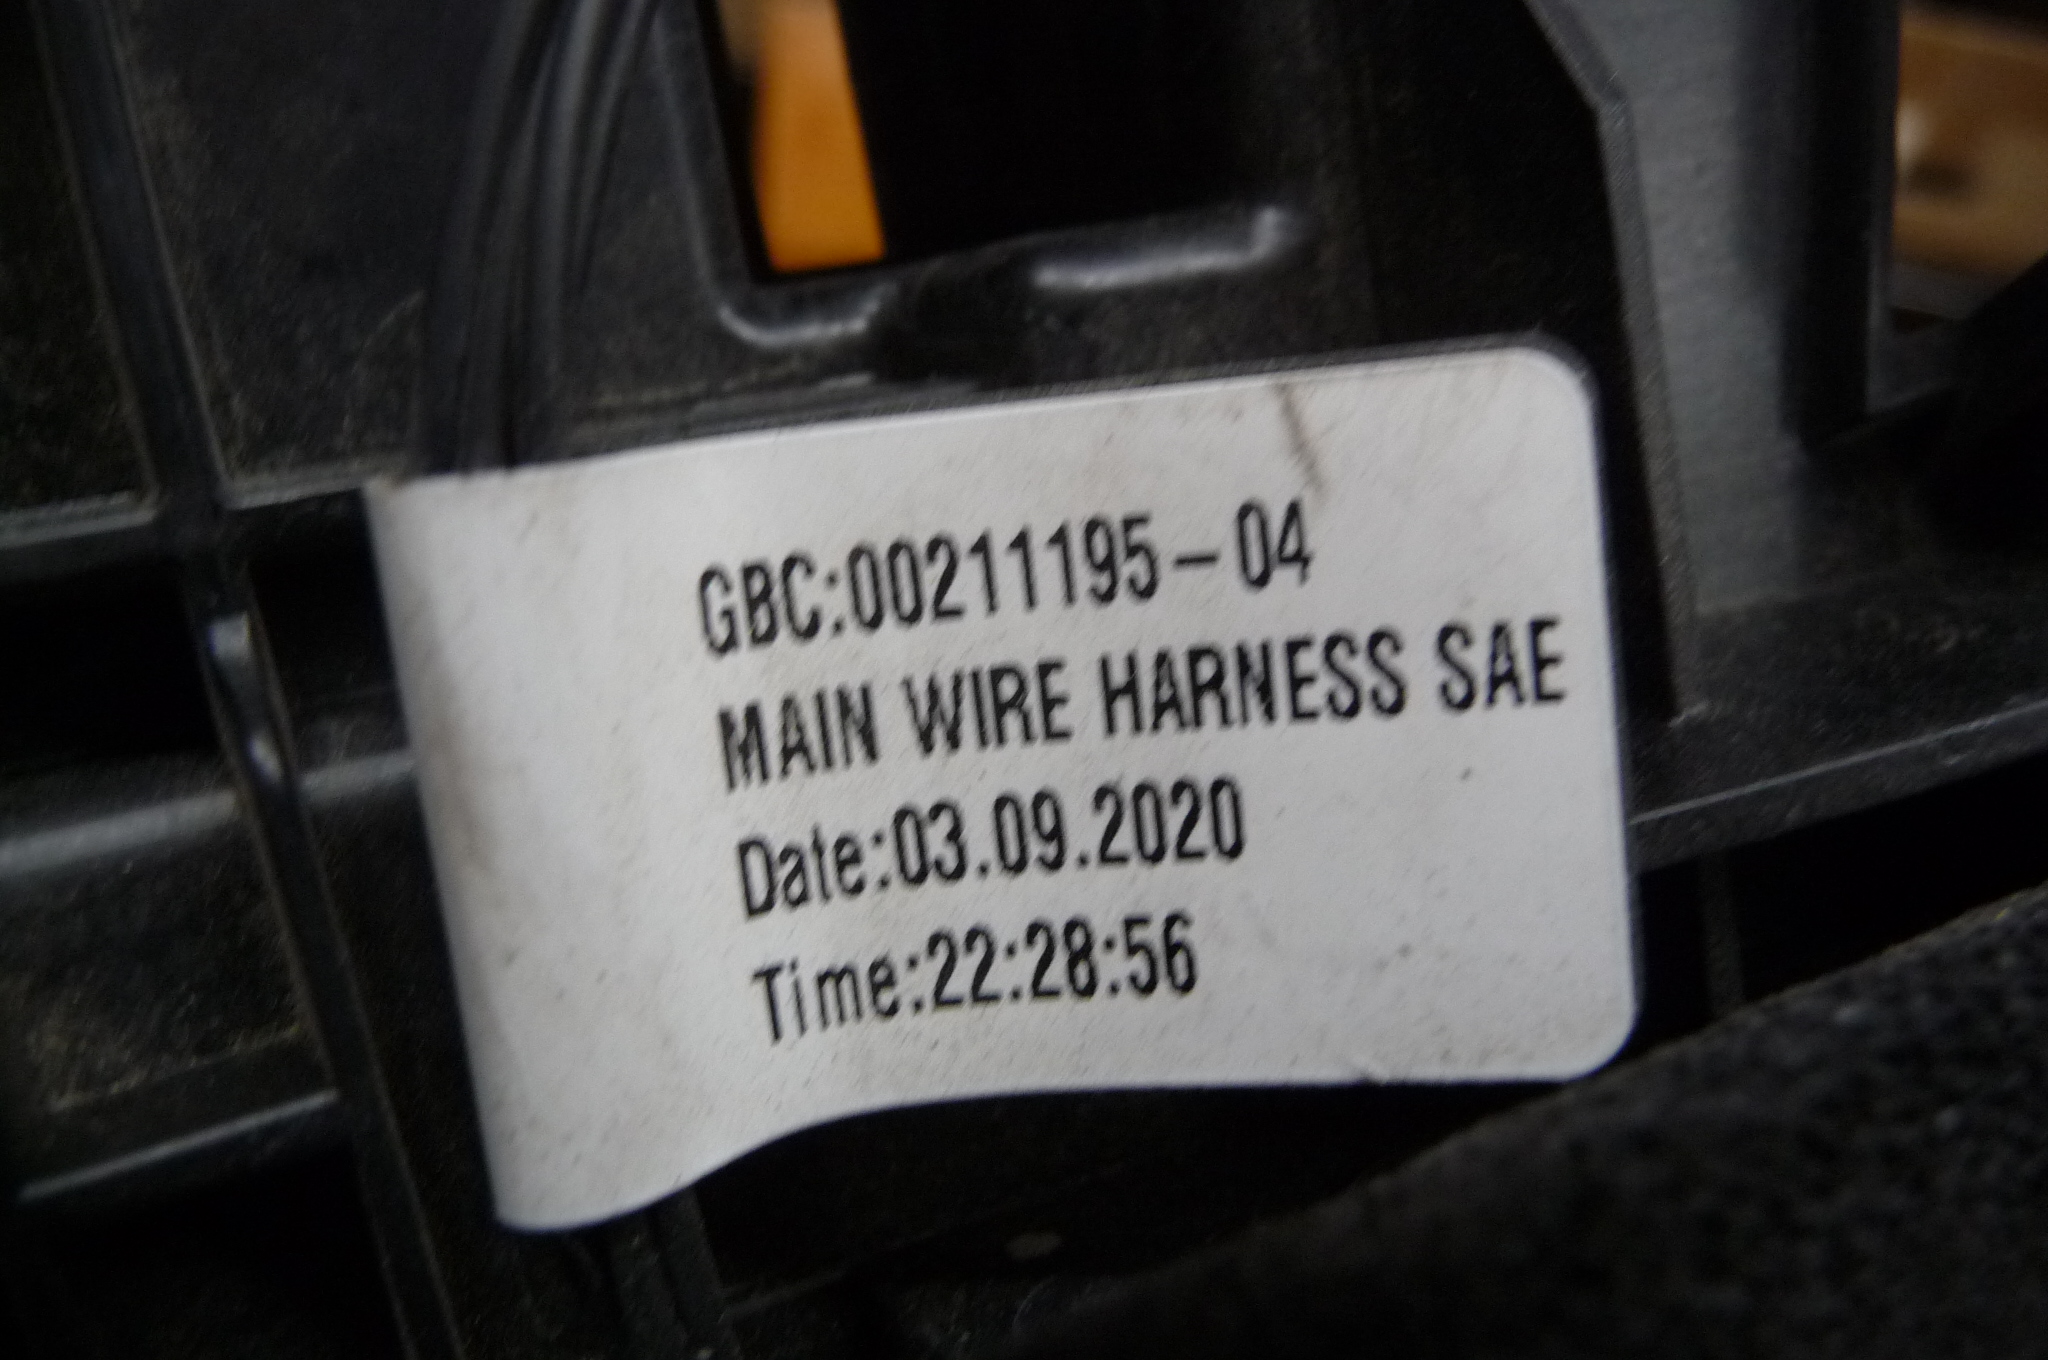 GBC:00211195-04
MAIN WIRE HARNESS SAE
Date:03.09.2020
Time:22:28:56